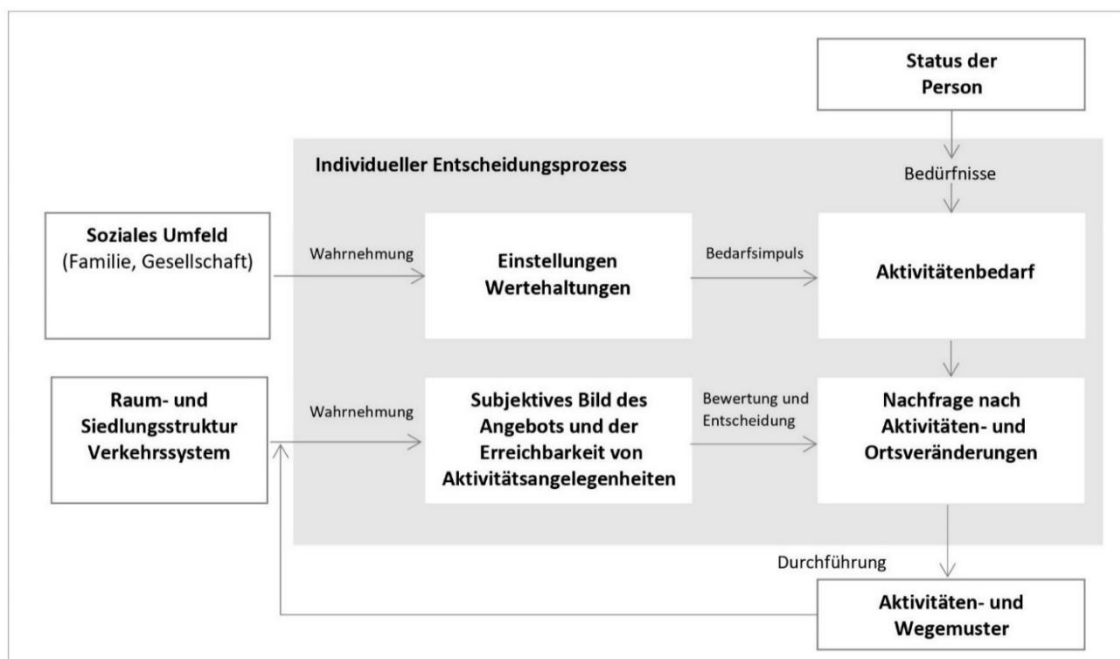 Status der
Person
Individueller Entscheidungsprozess
Bedürfnisse
Soziales Umfeld
(Familie, Gesellschaft)
Wahrnehmung
Einstellungen
Wertehaltungen
Bedarfsimpuls
Aktivitätenbedarf
Raum- und
Siedlungsstruktur
Verkehrssystem
Wahrnehmung
Subjektives Bild des
Angebots und der
Erreichbarkeit von
Aktivitätsangelegenheiten
Bewertung und
Entscheidung
Nachfrage nach
Aktivitäten- und
Ortsveränderungen
Durchführung
Aktivitäten- und
Wegemuster